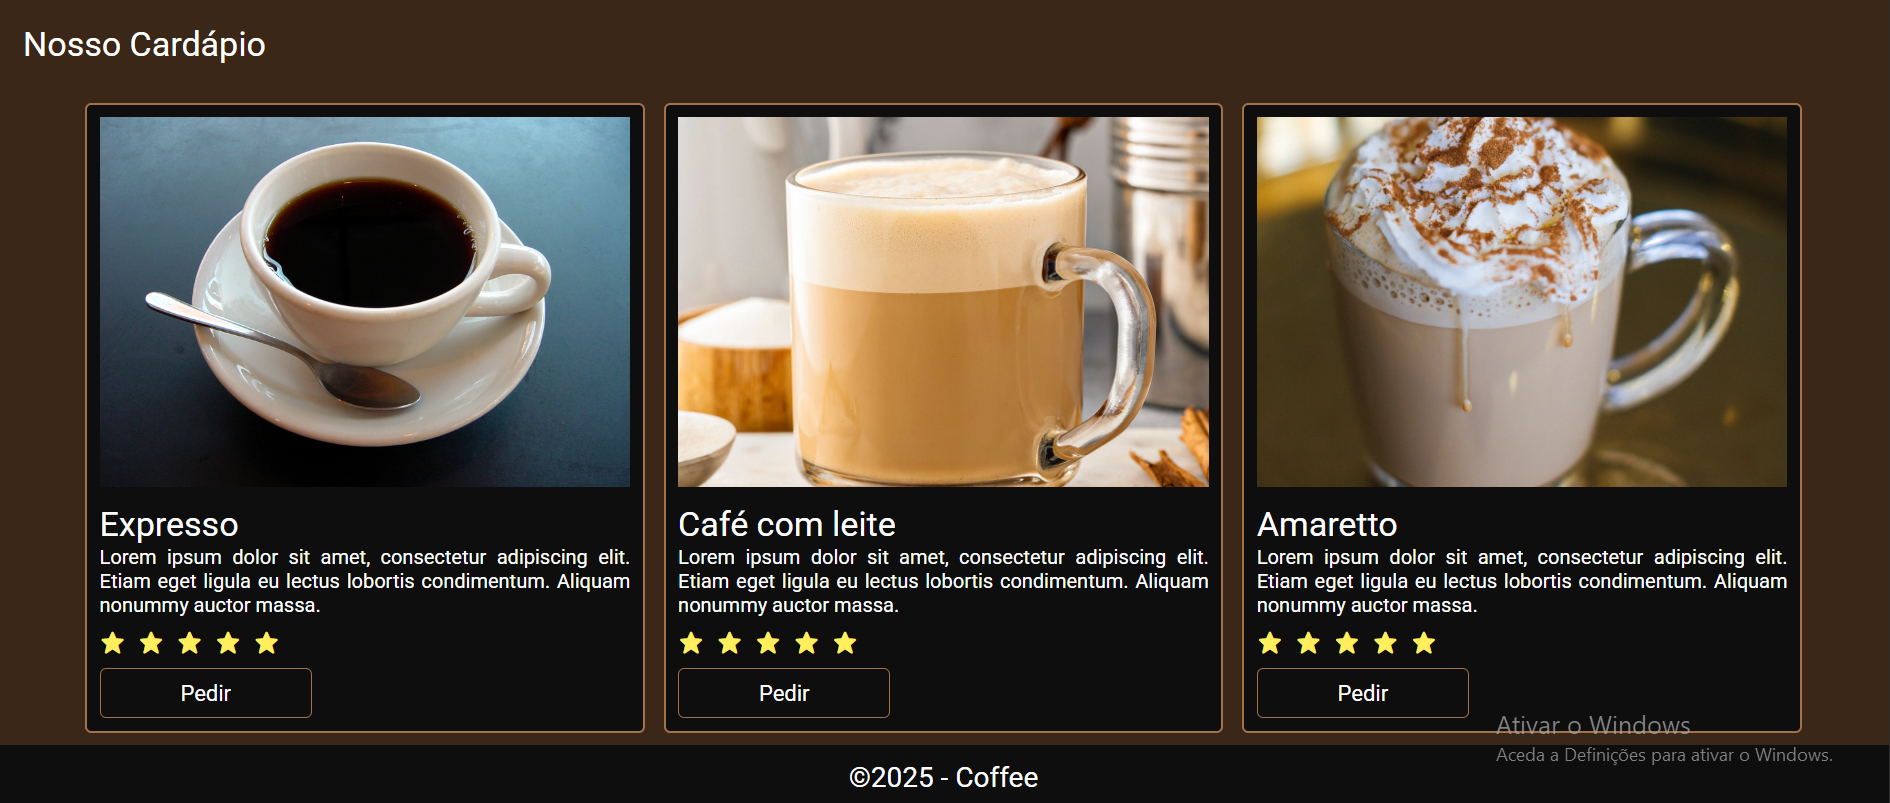 Nosso Cardápio
Expresso
Lorem ipsum dolor sit amet, consectetur adipiscing elit.
Etiam eget ligula eu lectus lobortis condimentum. Aliquam
nonummy auctor massa.
Pedir
Café com leite
Lorem ipsum dolor sit amet, consectetur adipiscing elit.
Etiam eget ligula eu lectus lobortis condimentum. Aliquam
nonummy auctor massa.
Pedir
Amaretto
Lorem ipsum dolor sit amet, consectetur adipiscing elit.
Etiam eget ligula eu lectus lobortis condimentum. Aliquam
nonummy auctor massa.
Pedir
Ativar o Windows
Aceda a Definições para ativar o Windows.
©2025 - Coffee